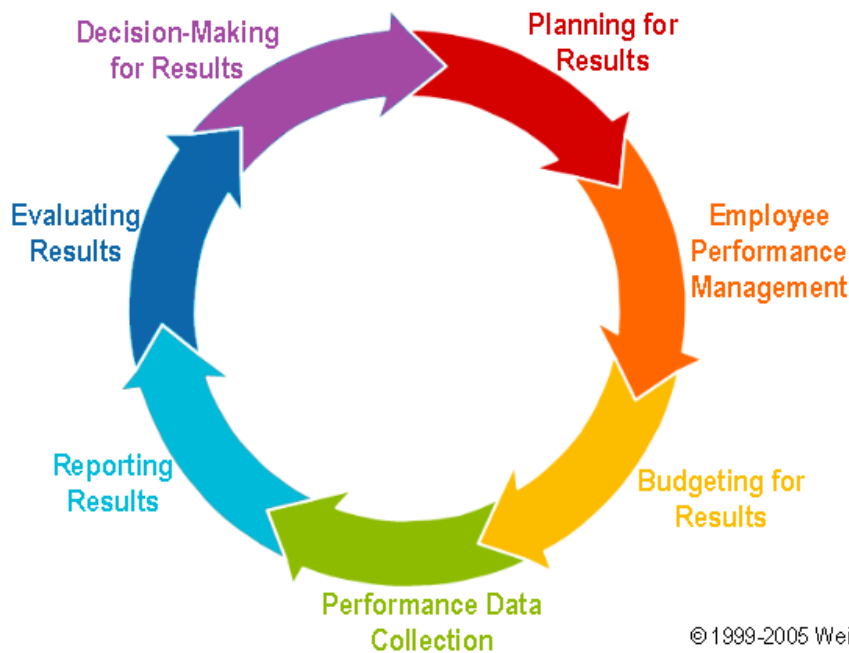 Decision-Making
for Results
Planning for
Results
Employee
Performance
Management
Budgeting for
Results
Performance Data
Collection
Reporting
Results
Evaluating
Results
© 1999-2005 Wei